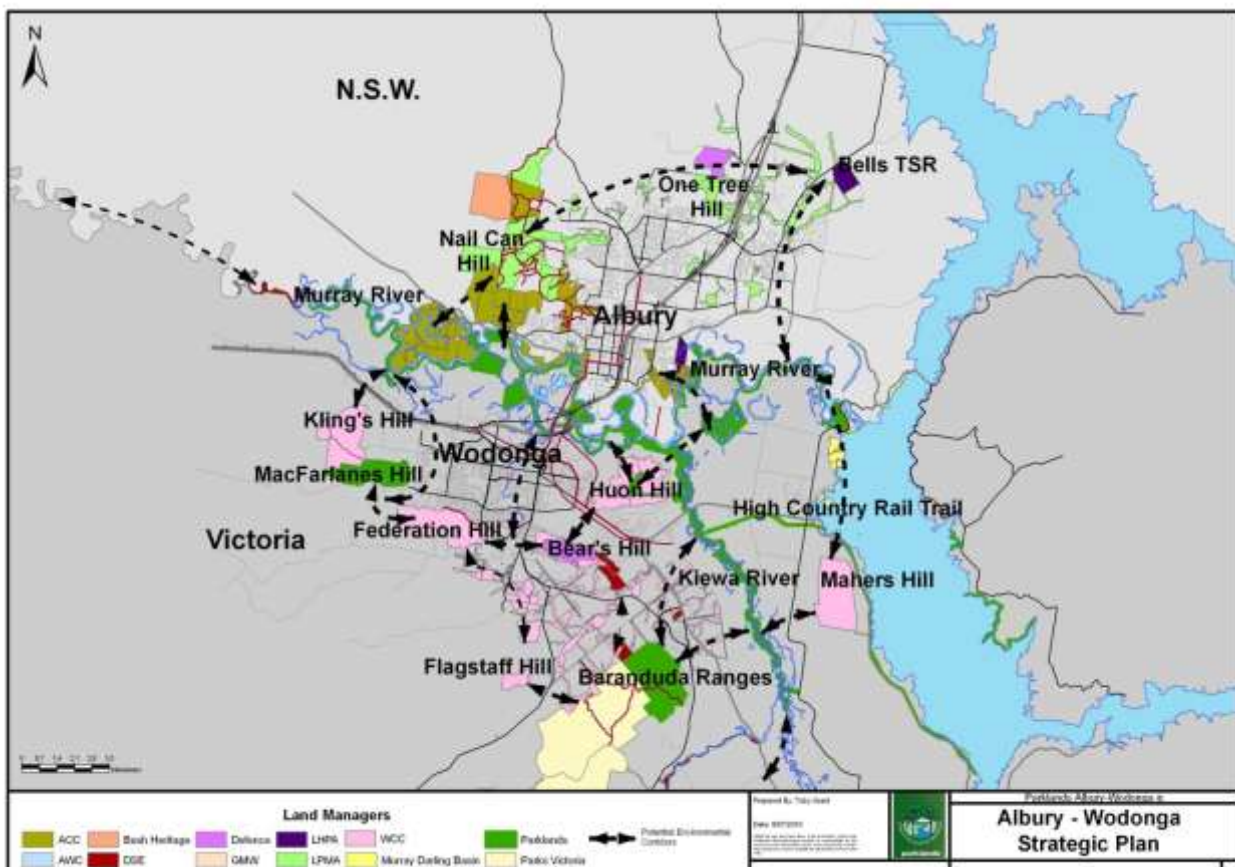 N
N.S.W.
Bells TSR
One Tree
Hill
Nail Can
Hill
Murray River
Albury
Murray River
Kling's Hill
Wodonga
MacFarlanes Hill
Huon Hill
High Country Rail Trail
Federation Hill
Victoria
Bear's Hill
Kiewa River
Mahers Hill
Flagstaff Hill
Baranduda Ranges
Land Managers
ACC
Bush Heritage
Defence
LHPA
WCC
Parklands
Potential Environmental
Corridors
AWC
DSE
GMW
LPMA
Murray Darling Basin
Parks Victoria
Parklands Albury-Wodonga
Albury - Wodonga
Strategic Plan